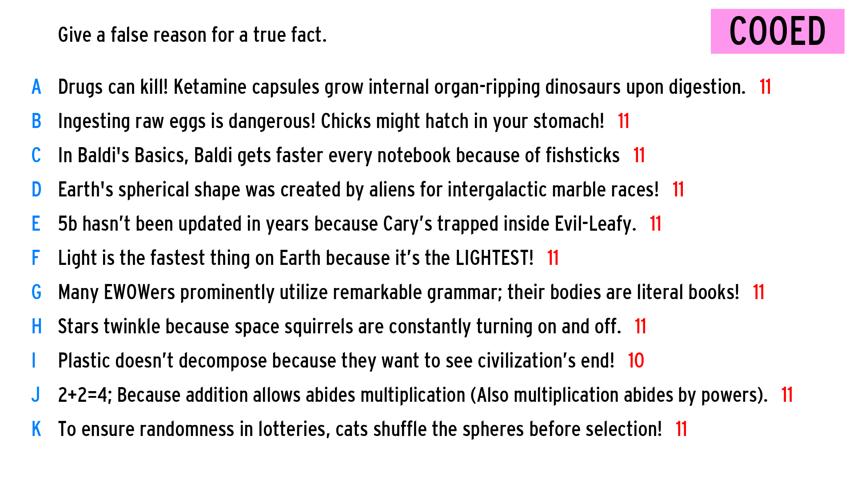 Give a false reason for a true fact.
COOED
A Drugs can kill! Ketamine capsules grow internal organ-ripping dinosaurs upon digestion. 11
B Ingesting raw eggs is dangerous! Chicks might hatch in your stomach! 11
C In Baldi's Basics, Baldi gets faster every notebook because of fishsticks 11
D Earth's spherical shape was created by aliens for intergalactic marble races! 11
E 5b hasn’t been updated in years because Cary’s trapped inside Evil-Leafy. 11
F Light is the fastest thing on Earth because it’s the LIGHTEST! 11
G Many EWOWers prominently utilize remarkable grammar; their bodies are literal books! 11
H Stars twinkle because space squirrels are constantly turning on and off. 11
I Plastic doesn’t decompose because they want to see civilization’s end! 10
J 2+2=4; Because addition allows abides multiplication (Also multiplication abides by powers). 11
K To ensure randomness in lotteries, cats shuffle the spheres before selection! 11